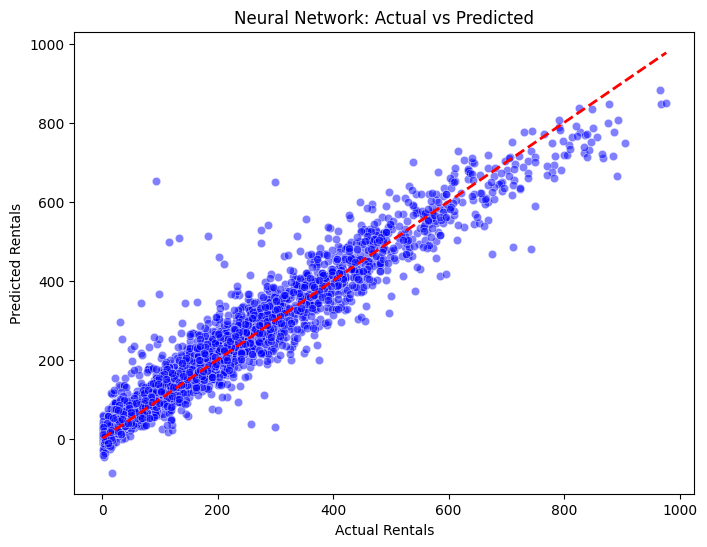 Neural Network: Actual vs Predicted
1000
800
600
400
200
0
Predicted Rentals
0 200 400 600 800 1000
Actual Rentals